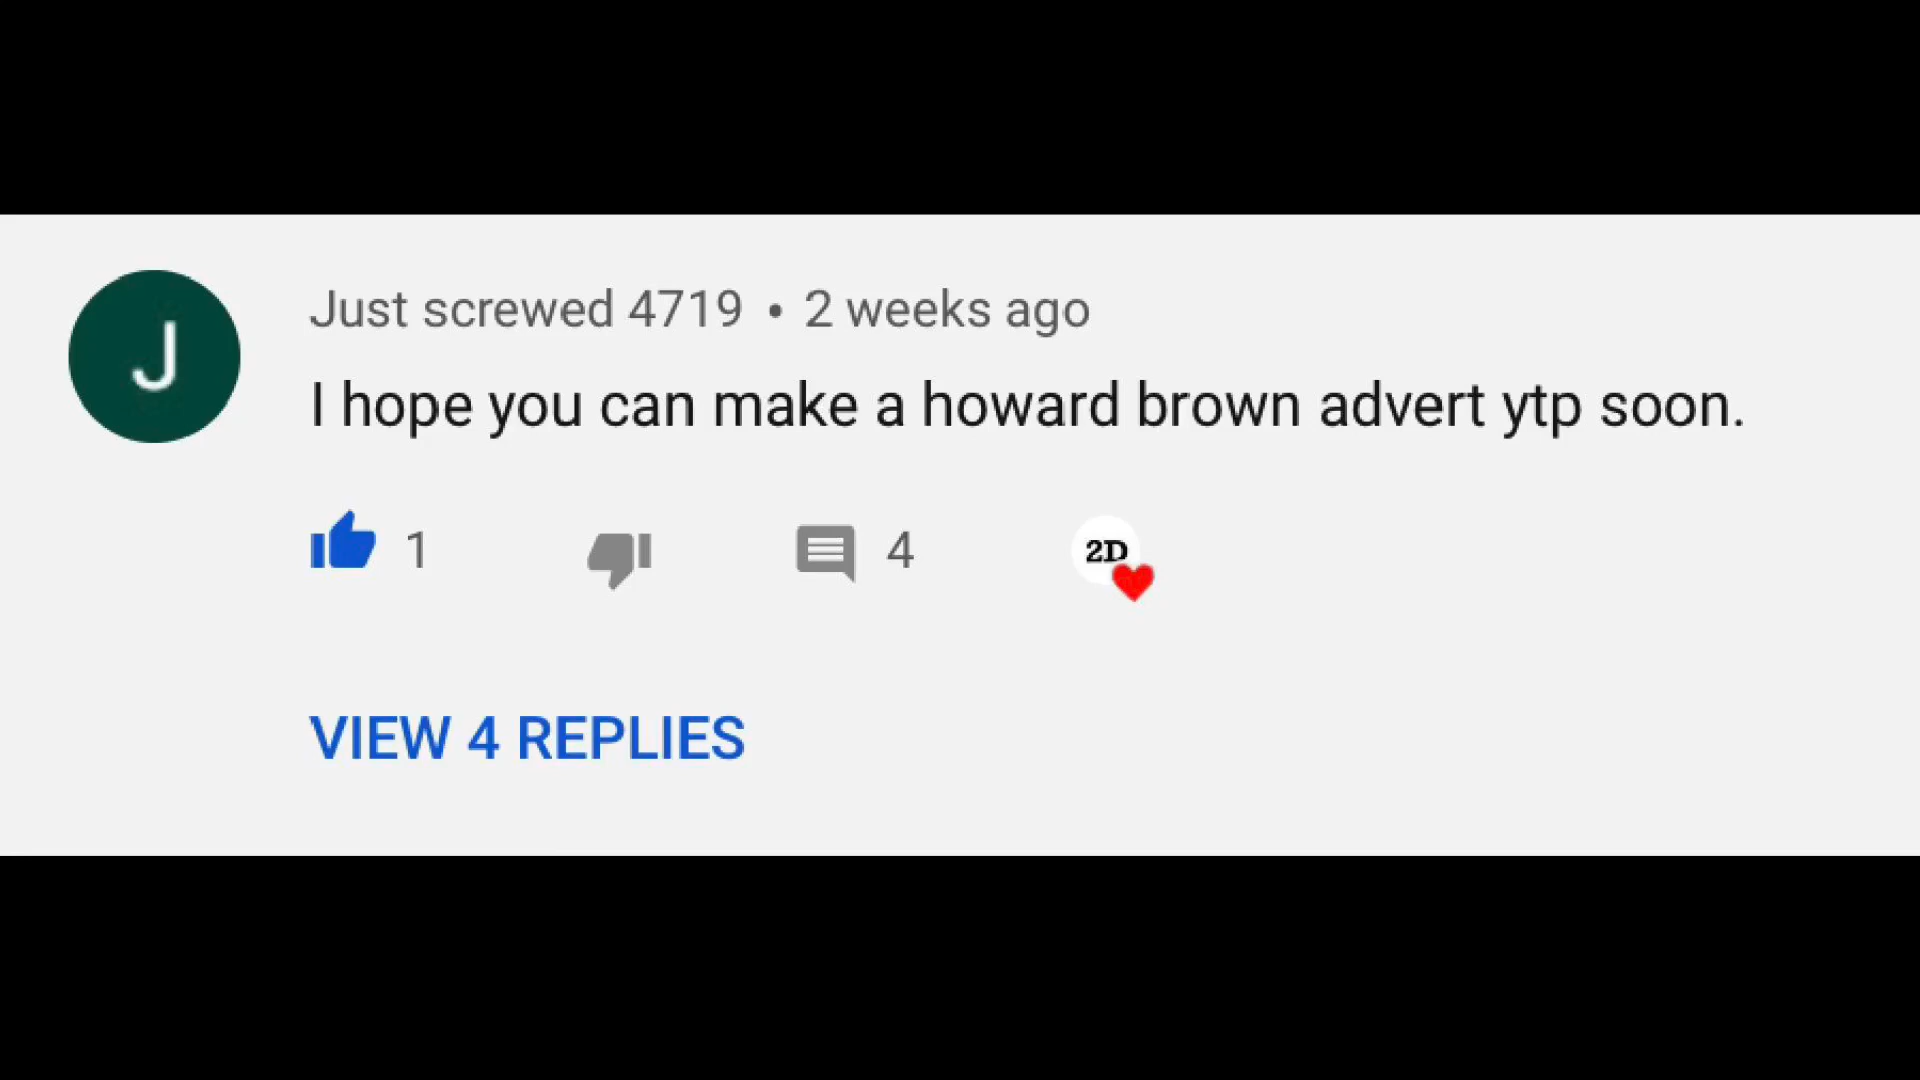 J
Just screwed 4719 • 2 weeks ago
I hope you can make a howard brown advert ytp soon.
1 4 2D
VIEW 4 REPLIES